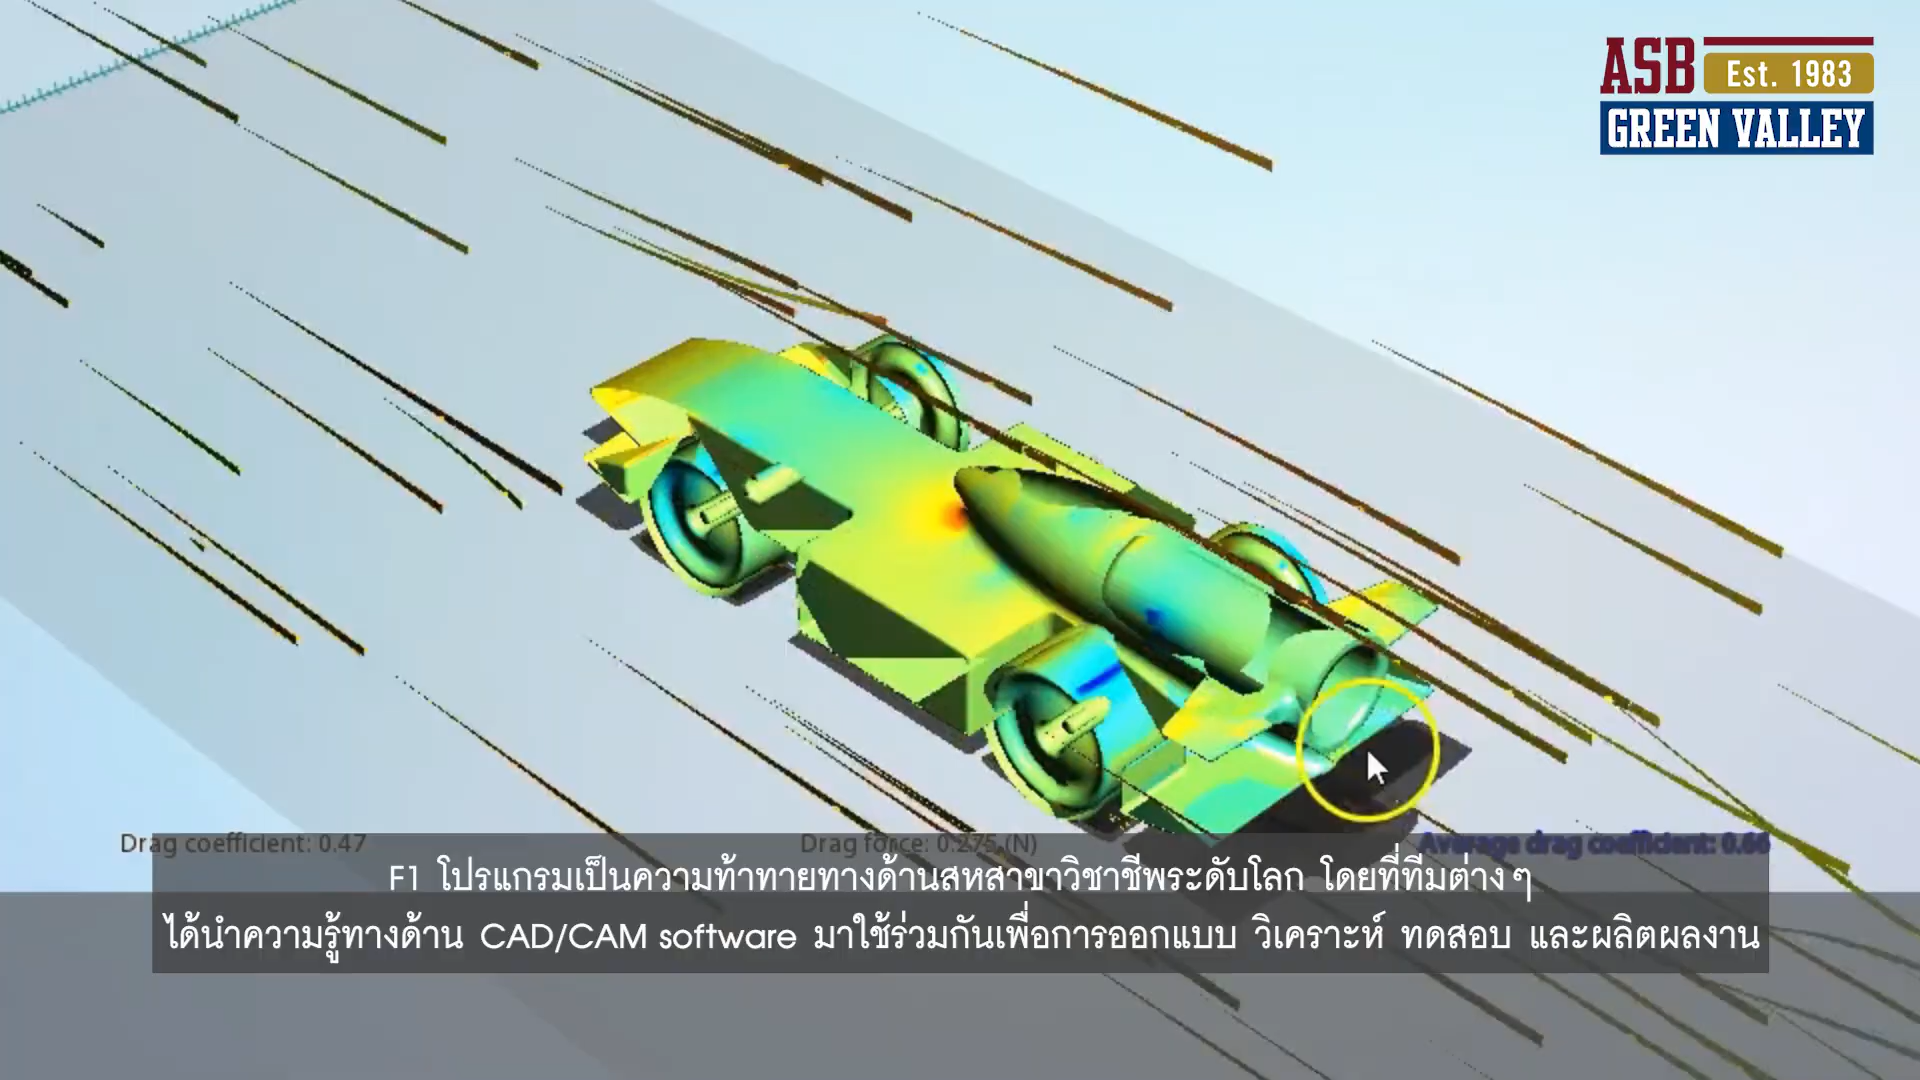 ASB Est. 1983
GREEN VALLEY
Drag coefficient: 0.47
Drag force: 0.275 (N)
Average drag coefficient: 0.66
F1 โปรแกรมเป็นความท้าทายทางด้านสหสาขาวิชาชีพระดับโลก โดยที่ทีมต่างๆ
ได้นำความรู้ทางด้าน CAD/CAM software มาใช้ร่วมกันเพื่อการออกแบบ วิเคราะห์ ทดสอบ และผลิตผลงาน